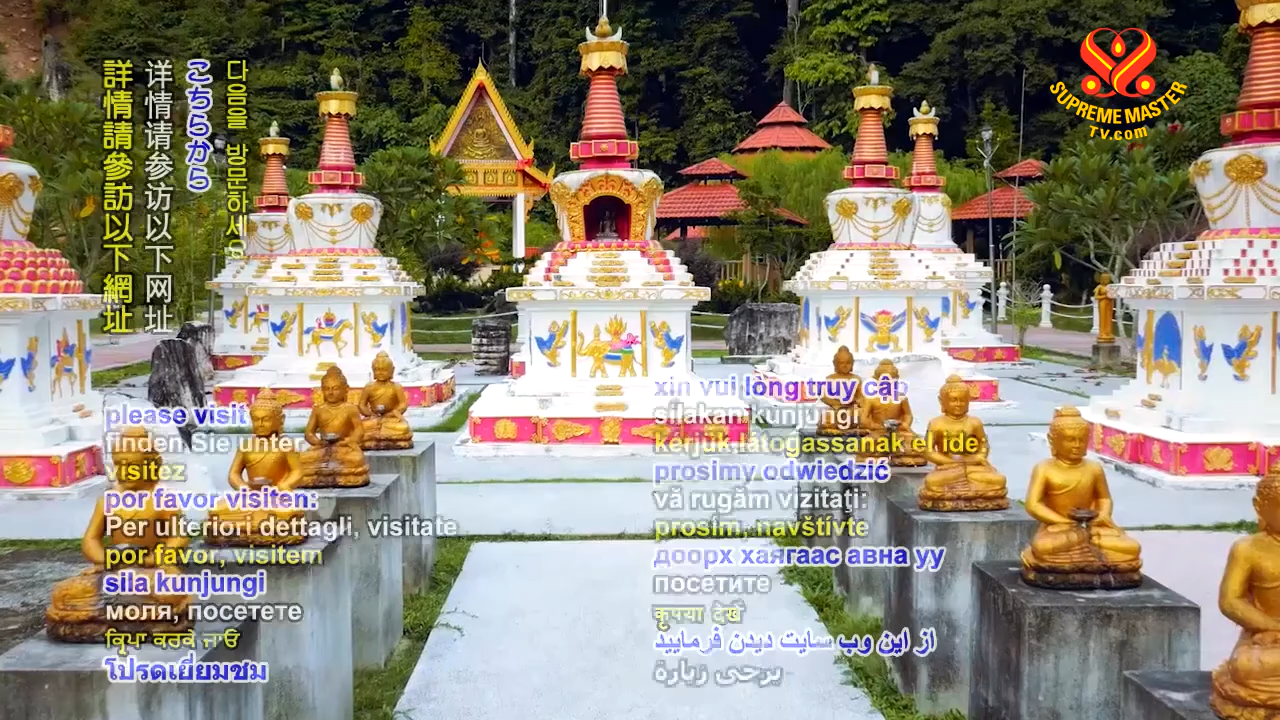 SUPREME MASTER
TV.com
詳情請參訪以下網址
详情请参访以下网址
こちらから
다음을 방문하세요
please visit
finden Sie unter
visitez
por favor visiten:
Per ulteriori dettagli, visitate
por favor, visitem
sila kunjungi
моля, посетете
ਕ੍ਰਿਪਾ ਕਰਕੇ ਜਾਓ
โปรดเยี่ยมชม
xin vui lòng truy cập
silakan kunjungi
kérjük látogassanak el ide
prosimy odwiedzić
vă rugăm vizitați:
prosím, navštívte
доорх хаягаас авна уу
посетите
कृपया देखें
از این وب سایت دیدن فرمایید
يرجى زيارة